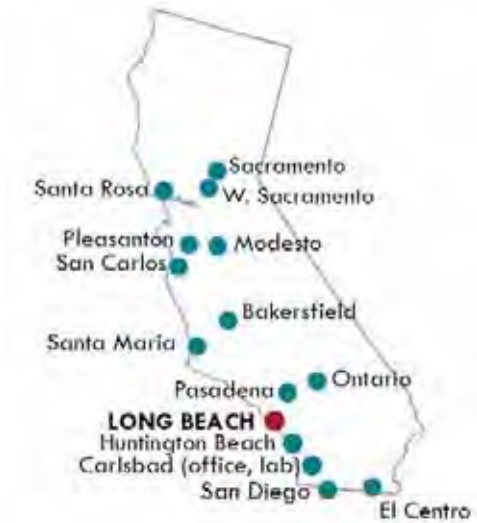 Sacramento
Santa Rosa
W. Sacramento
Pleasanton
Modesto
San Carlos
Bakersfield
Santa Maria
Ontario
Pasadena
LONG BEACH
Huntington Beach
Carlsbad (office, lab)
San Diego
El Centro